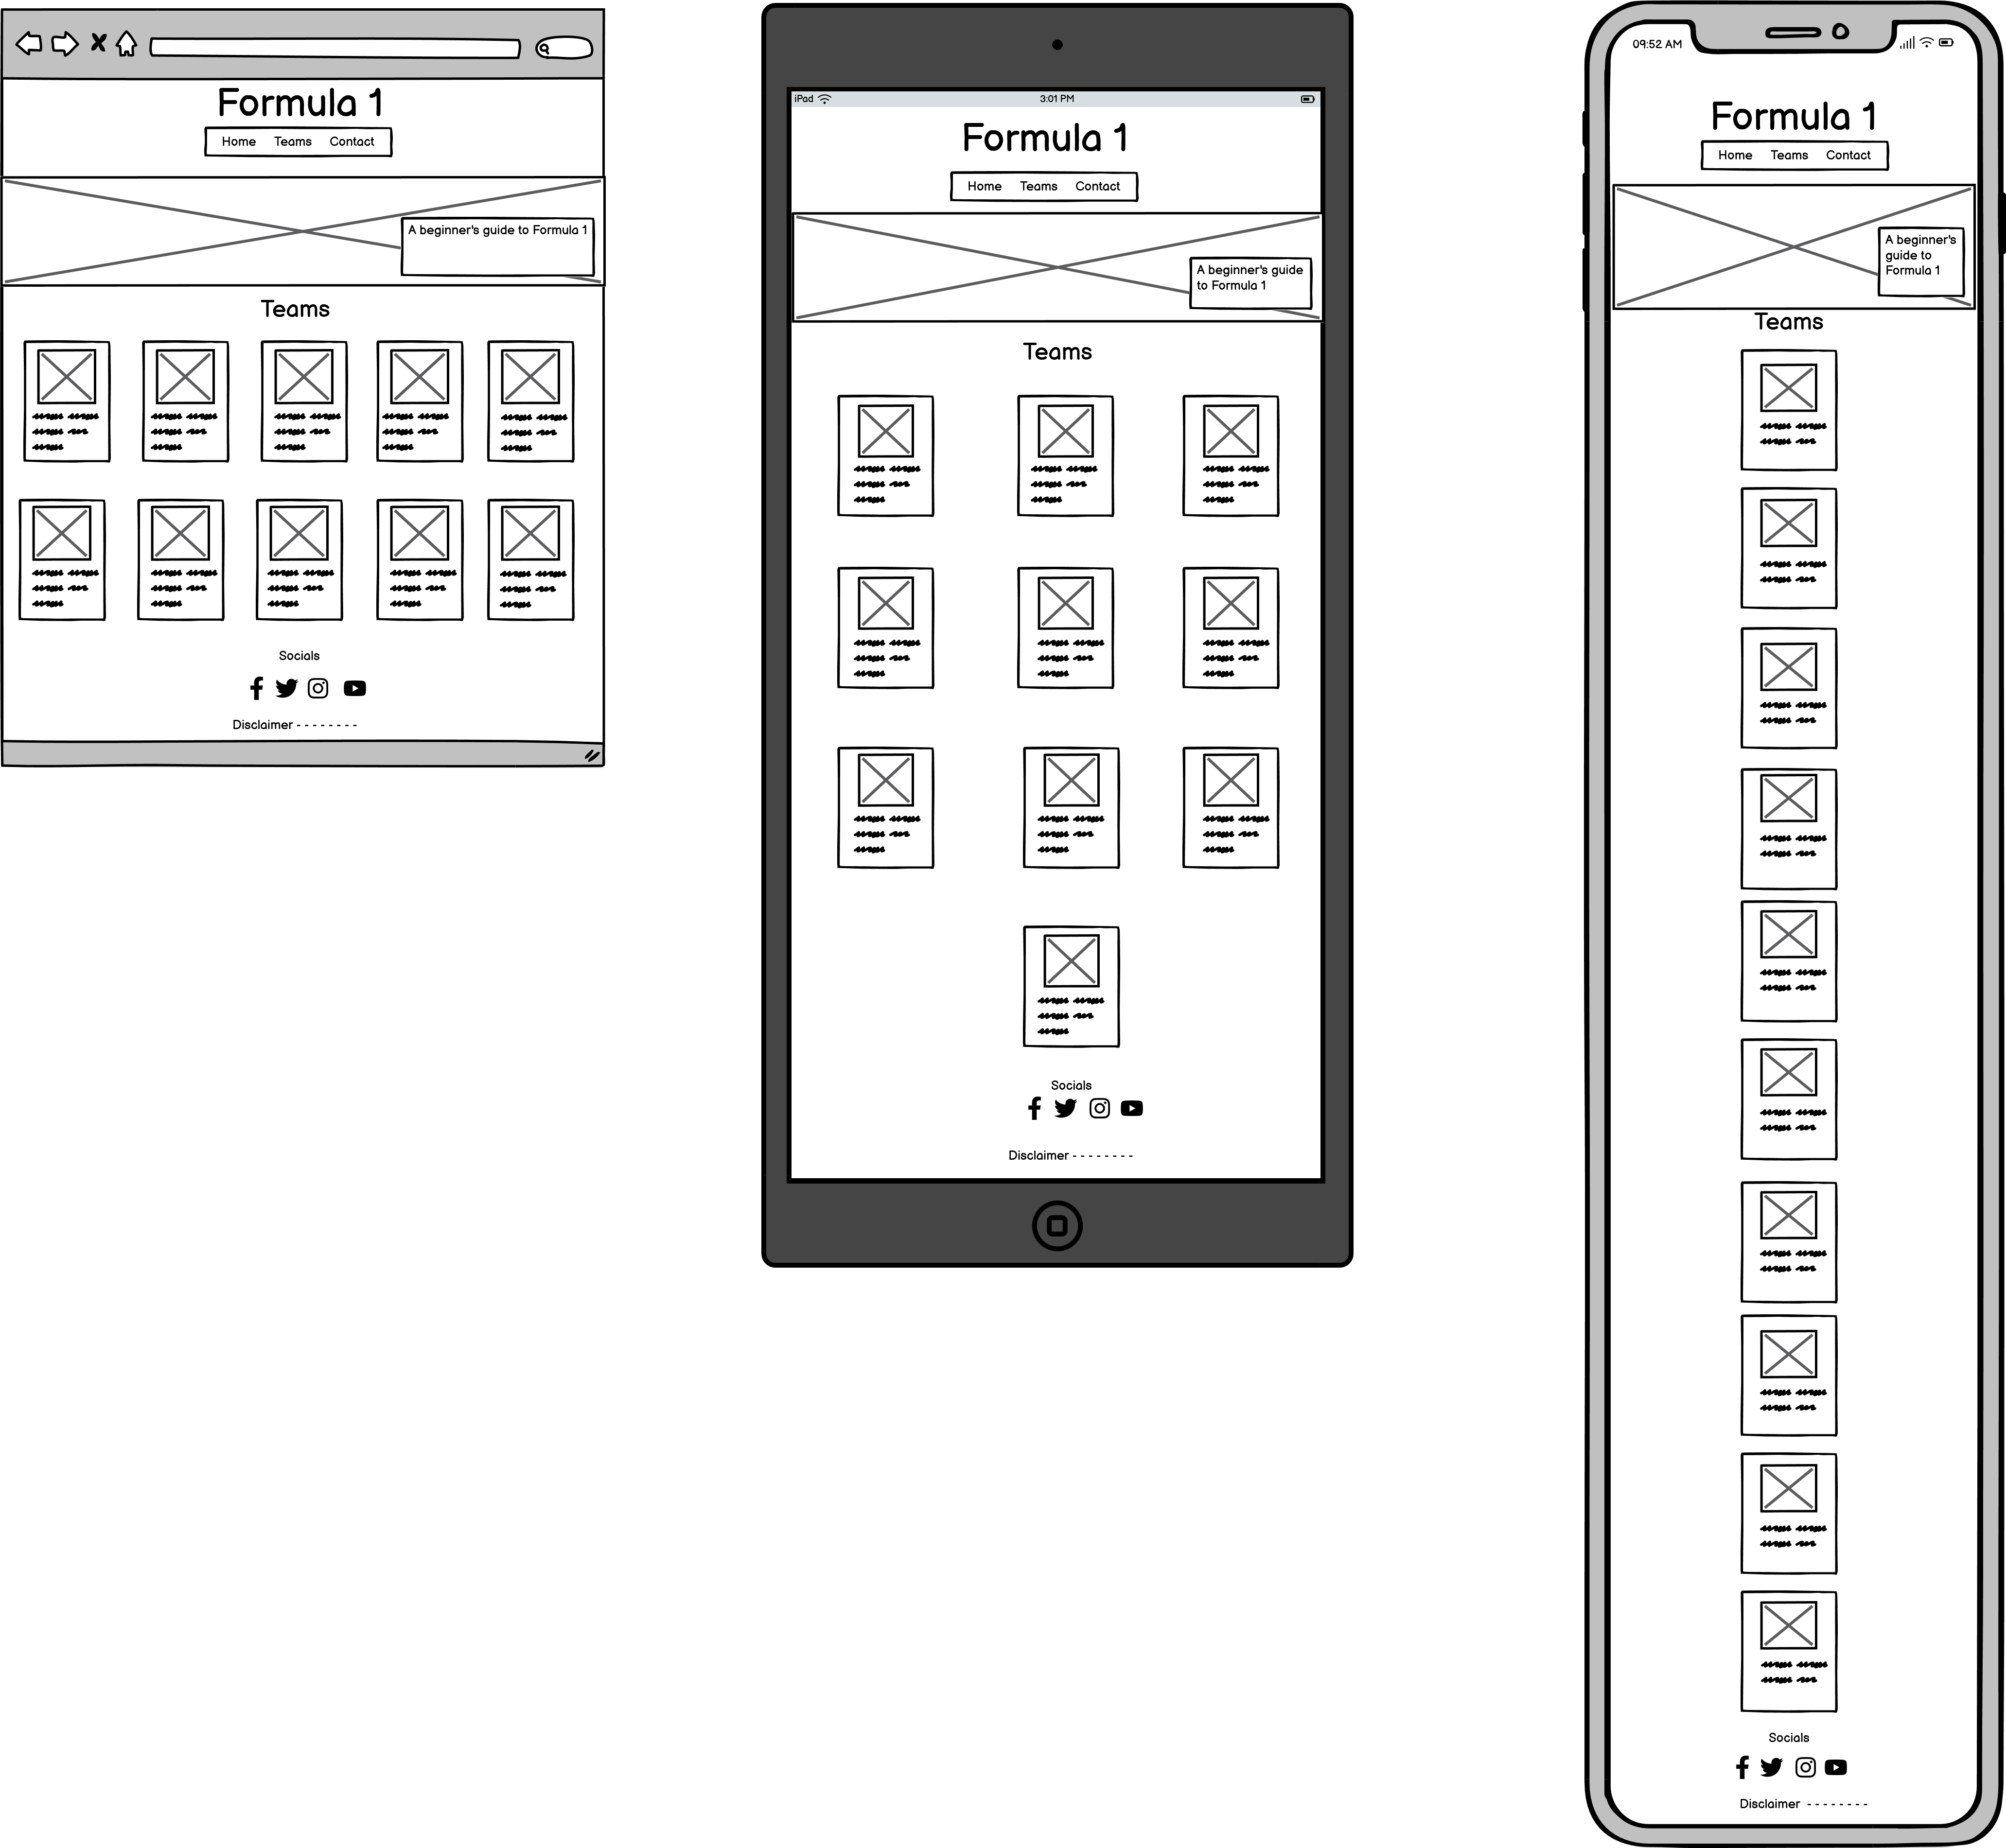 Formula 1
Home Teams Contact
A beginner's guide to Formula 1
Teams
Socials
Disclaimer - - - - - - - -
iPad 3:01 PM
Formula 1
Home Teams Contact
A beginner's guide
to Formula 1
Teams
Socials
Disclaimer - - - - - - - -
09:52 AM
Formula 1
Home Teams Contact
A beginner's
guide to
Formula 1
Teams
Socials
Disclaimer - - - - - - - -